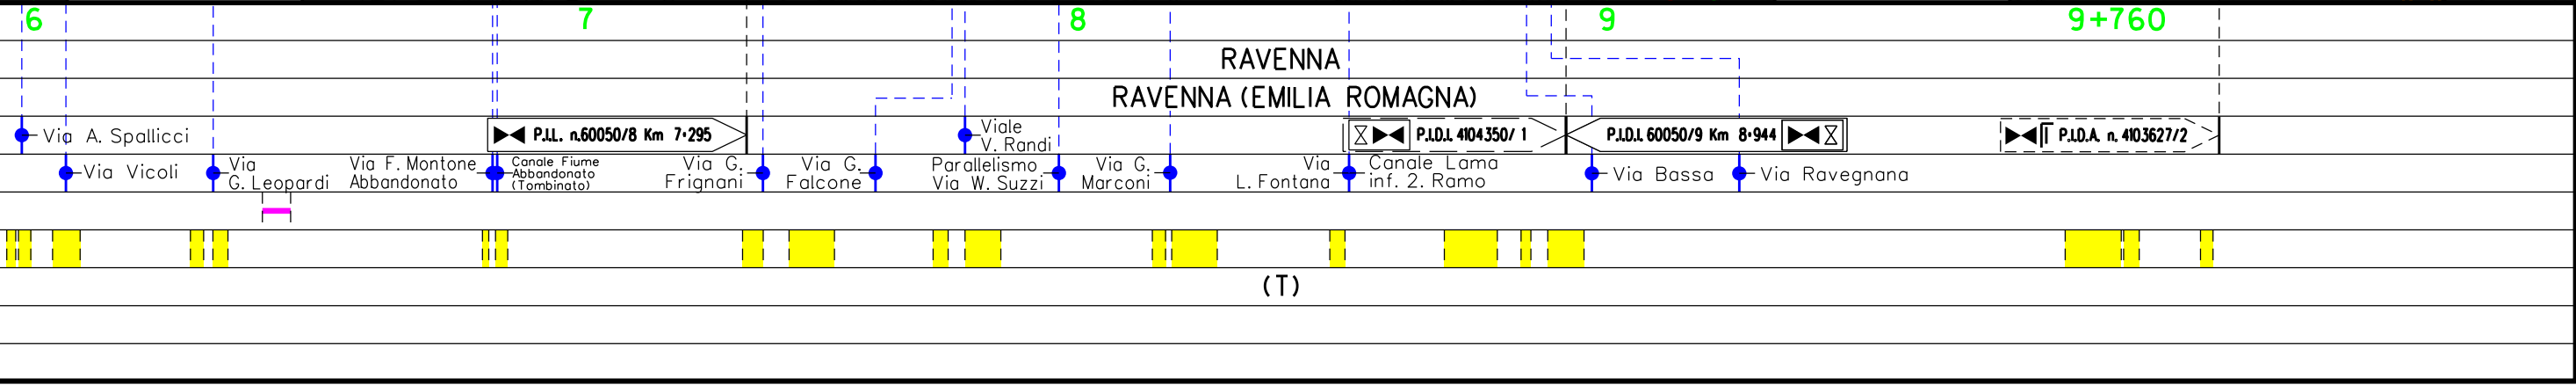 6 7 8 9 9+760
RAVENNA
RAVENNA (EMILIA ROMAGNA)
Via A. Spallicci
P.I.L. n.60050/8 Km 7+295
Viale
V. Randi
P.I.D.I. 4104350/ 1
P.I.D.I. 60050/9 Km 8+944
P.I.D.A. n. 4103627/2
Via Vicoli
Via
G. Leopardi
Via F. Montone
Abbandonato
Canale Fiume
Abbandonato
(Tombinato)
Via G.
Frignani
Via G.
Falcone
Parallelismo
Via W. Suzzi
Via G.
Marconi
Via
L. Fontana
Canale Lama
inf. 2. Ramo
Via Bassa
Via Ravegnana
(T)